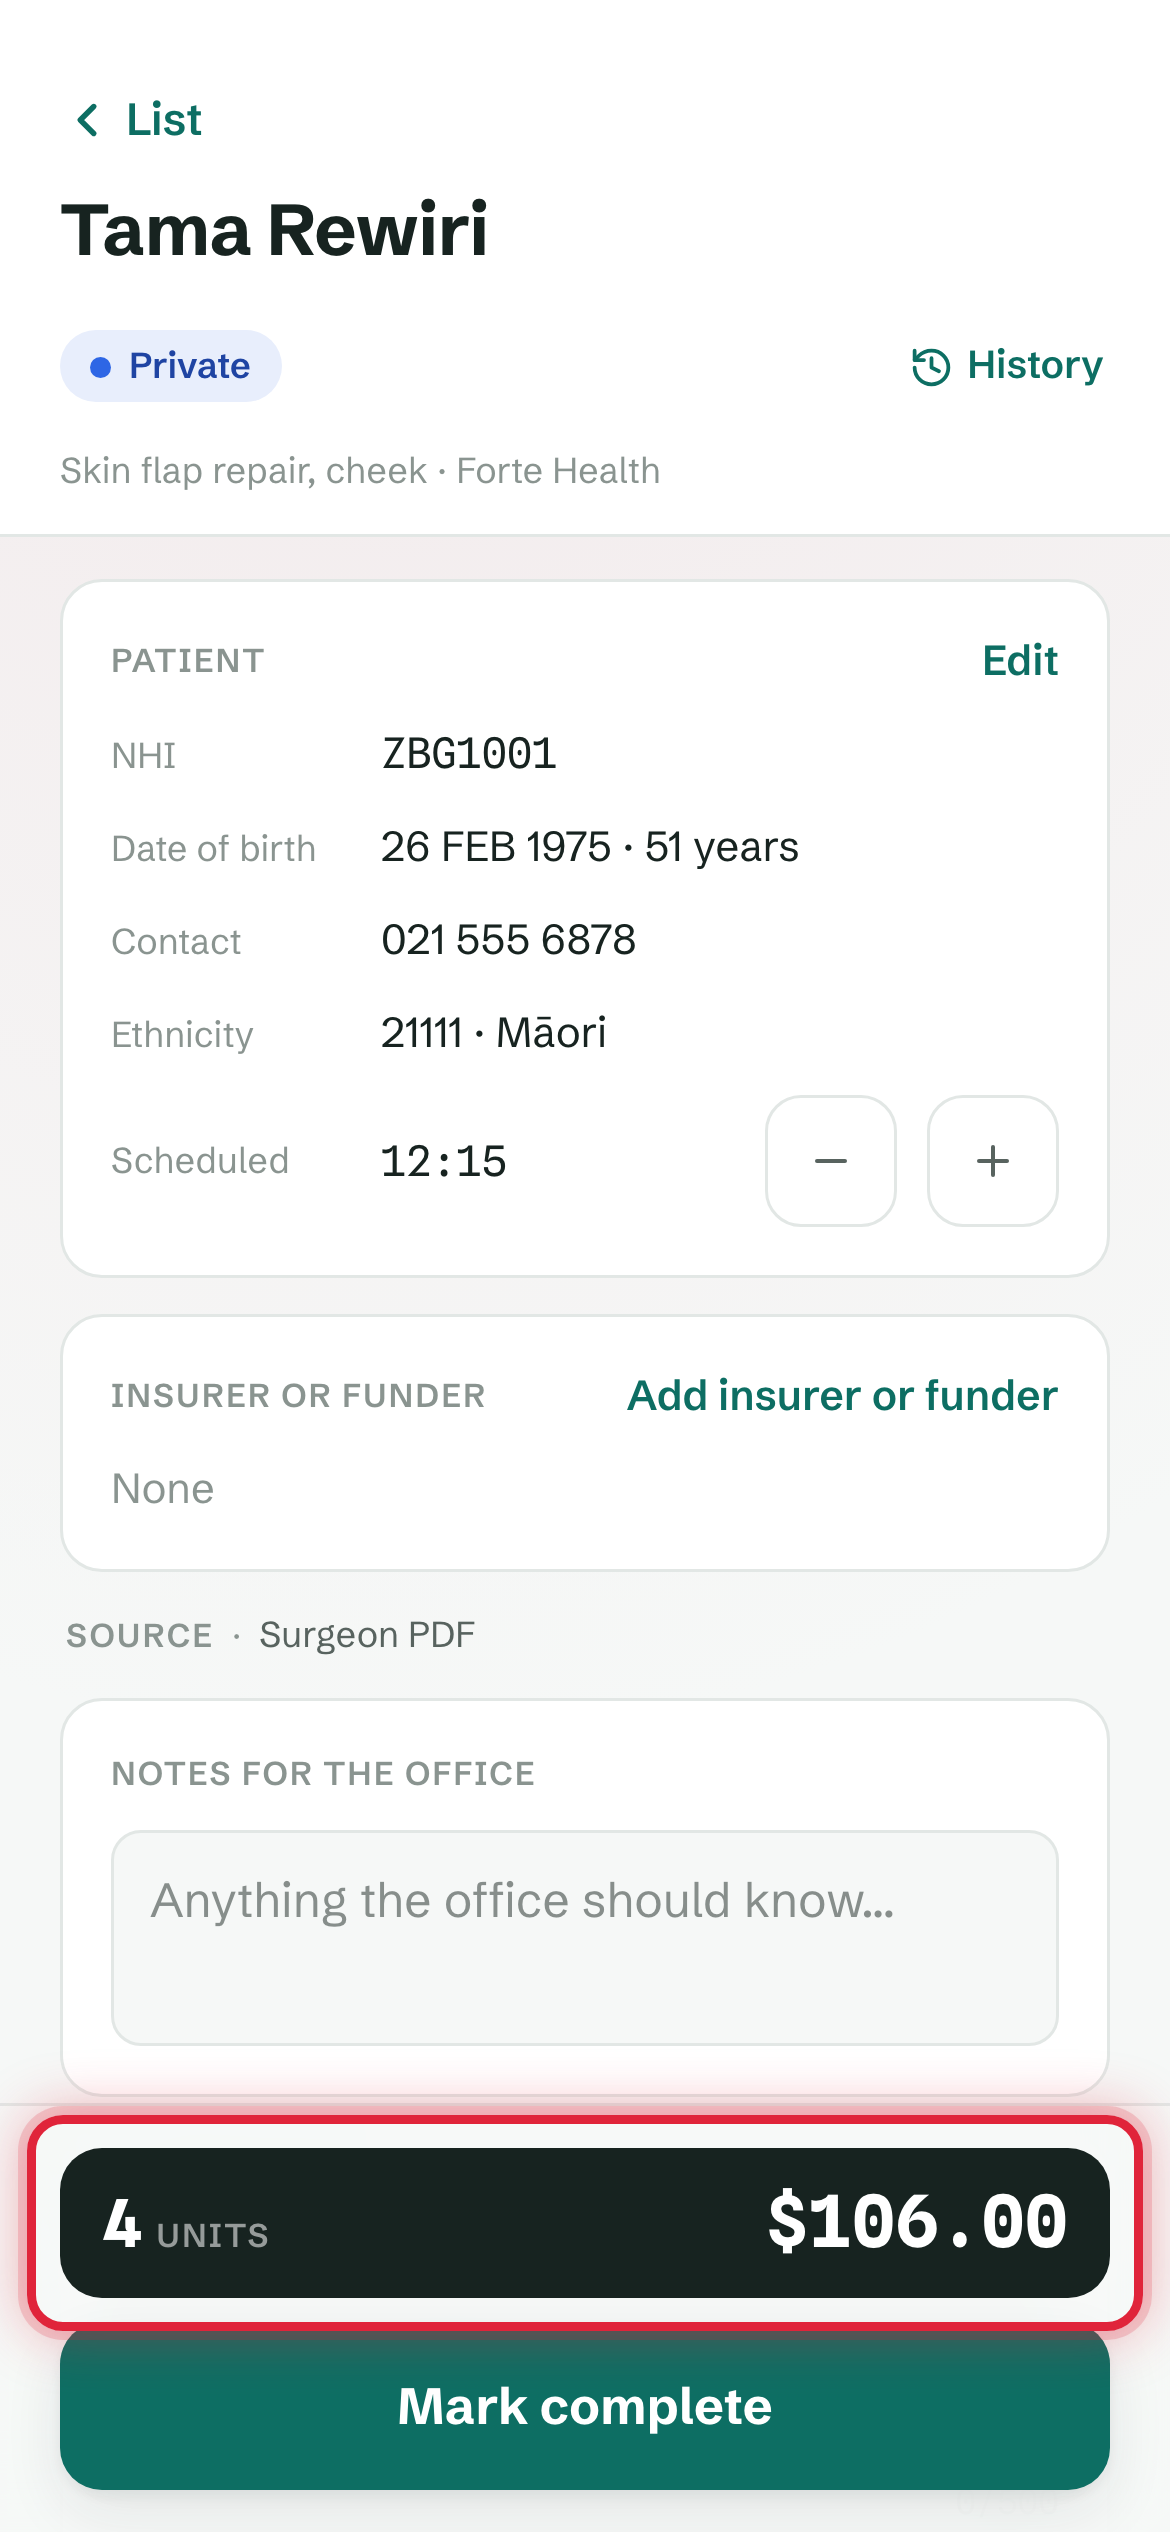 List
Tama Rewiri
Private
History
Skin flap repair, cheek · Forte Health
PATIENT
Edit
NHI ZBG1001
Date of birth 26 FEB 1975 · 51 years
Contact 021 555 6878
Ethnicity 21111 · Māori
Scheduled 12:15 − +
INSURER OR FUNDER
Add insurer or funder
None
SOURCE · Surgeon PDF
NOTES FOR THE OFFICE
Anything the office should know…
4 UNITS $106.00
Mark complete